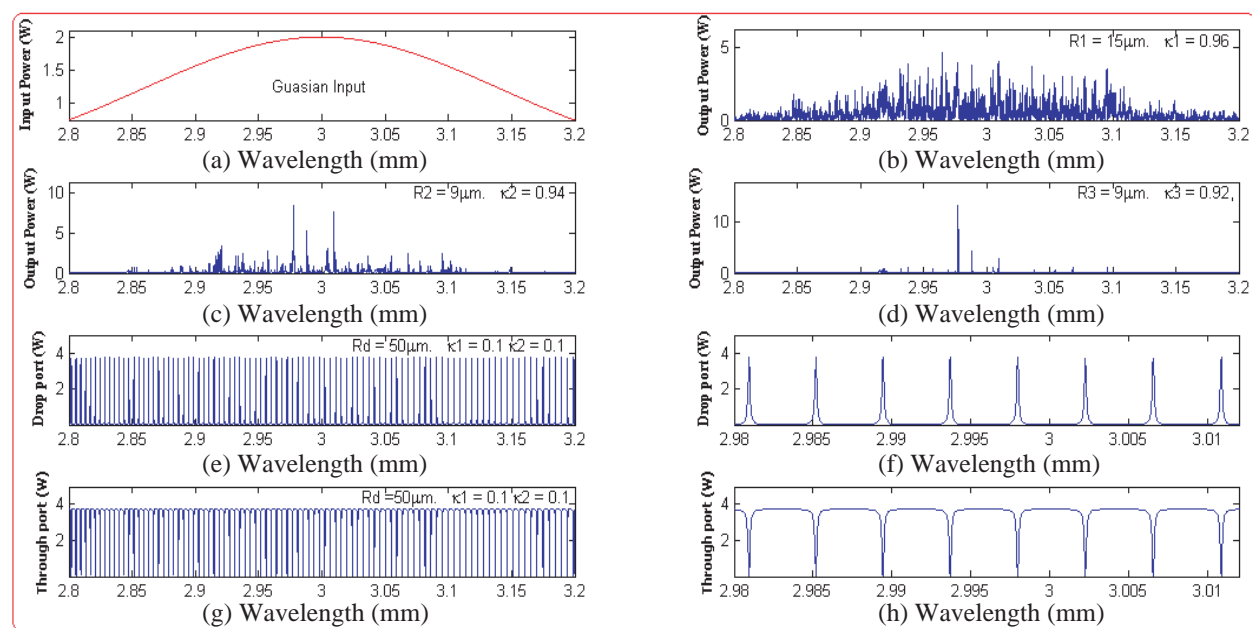 Input Power (W)
2
1.5
1
Guasian Input
2.8 2.85 2.9 2.95 3 3.05 3.1 3.15 3.2
(a) Wavelength (mm)
Output Power (W)
5
0
R1 = 15µm. κ1 = 0.96
2.8 2.85 2.9 2.95 3 3.05 3.1 3.15 3.2
(b) Wavelength (mm)
Output Power (W)
10
5
0
R2 = 9µm. κ2 = 0.94
2.8 2.85 2.9 2.95 3 3.05 3.1 3.15 3.2
(c) Wavelength (mm)
Output Power (W)
10
5
0
R3 = 9µm. κ3 = 0.92,
2.8 2.85 2.9 2.95 3 3.05 3.1 3.15 3.2
(d) Wavelength (mm)
Drop port (W)
4
2
Rd = 50µm. κ1 = 0.1 κ2 = 0.1
2.8 2.85 2.9 2.95 3 3.05 3.1 3.15 3.2
(e) Wavelength (mm)
Drop port (W)
4
2
2.98 2.985 2.99 2.995 3 3.005 3.01
(f) Wavelength (mm)
Through port (W)
4
2
Rd =50µm. κ1 = 0.1 κ2 = 0.1
2.8 2.85 2.9 2.95 3 3.05 3.1 3.15 3.2
(g) Wavelength (mm)
Through port (W)
4
2
2.98 2.985 2.99 2.995 3 3.005 3.01
(h) Wavelength (mm)